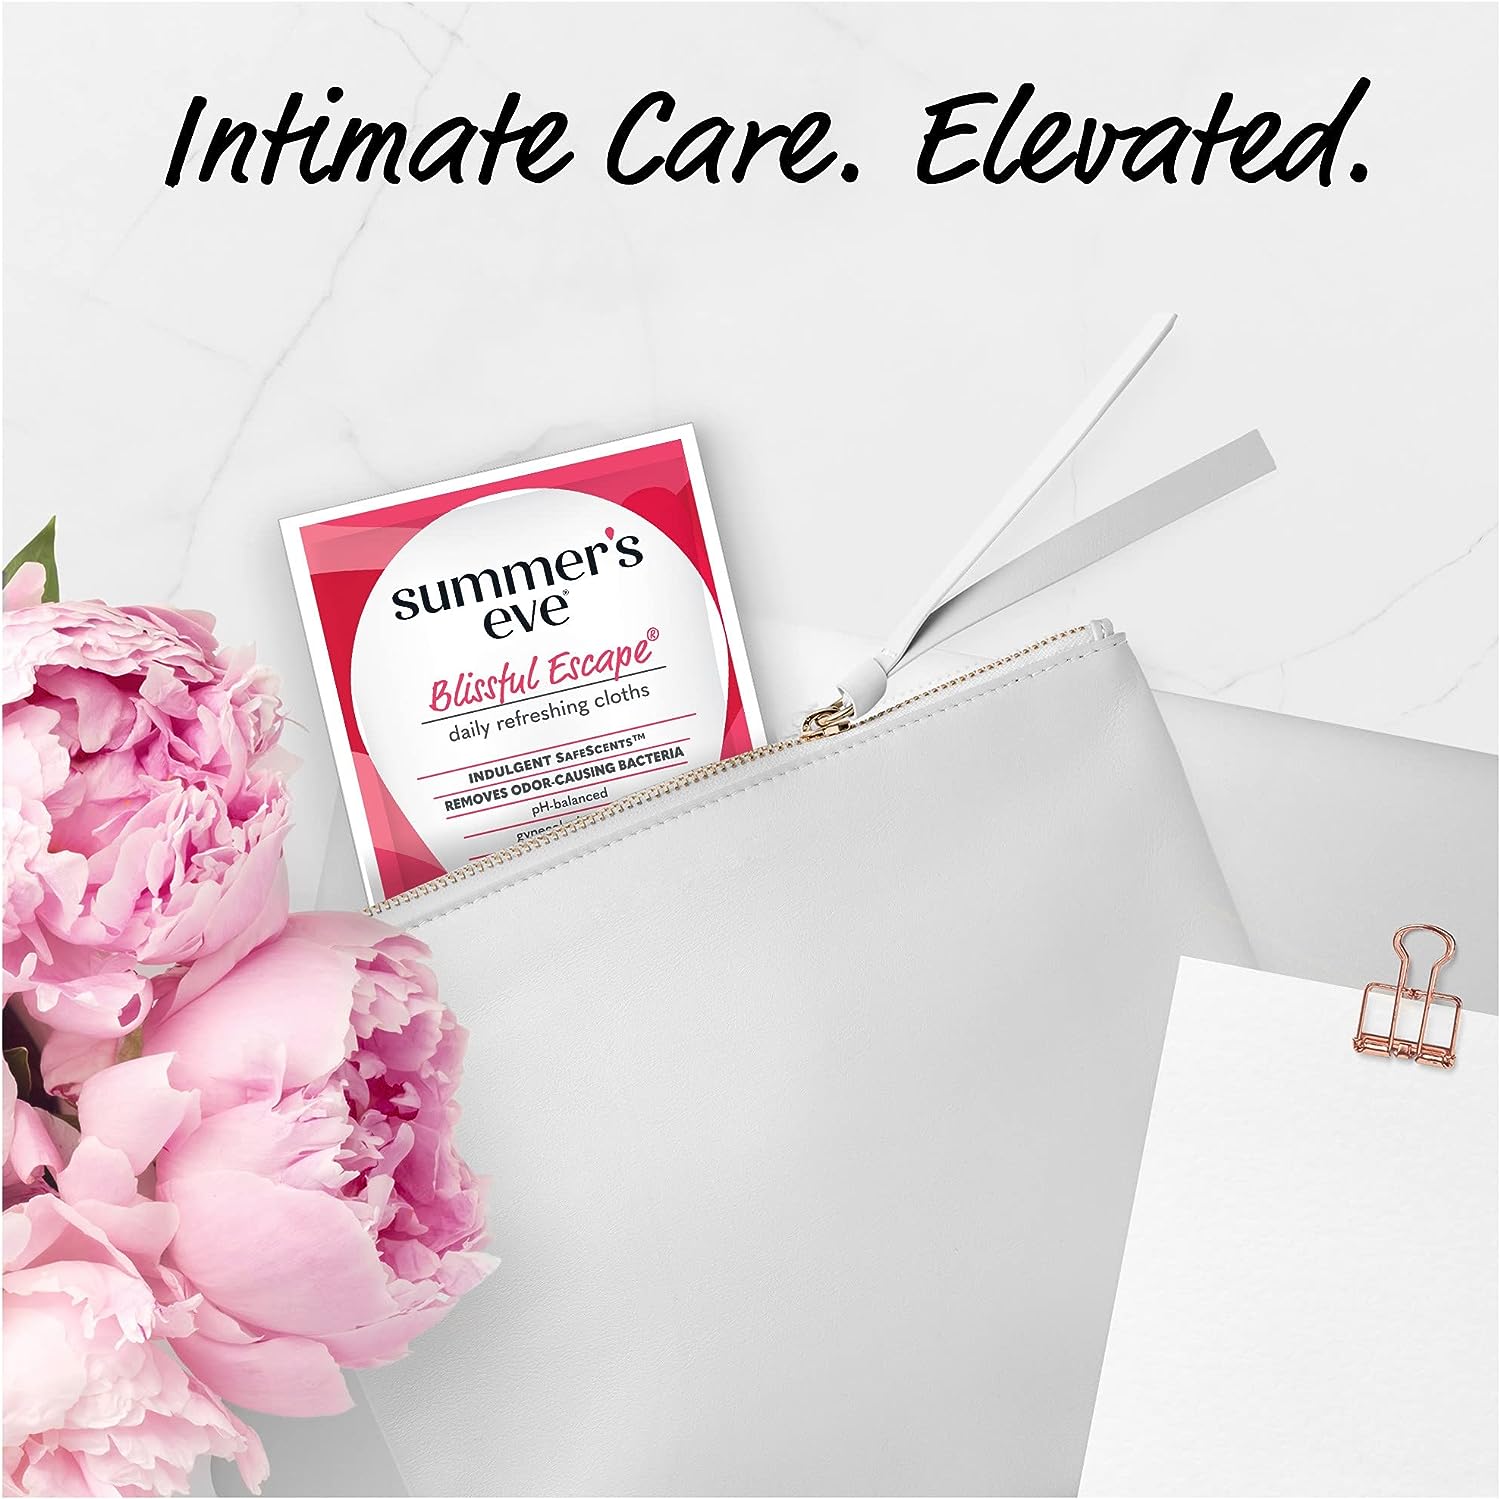 Intimate Care. Elevated.
summer's
eve®
Blissful Escape®
daily refreshing cloths
INDULGENT SAFESCENTS™
REMOVES ODOR-CAUSING BACTERIA
pH-balanced